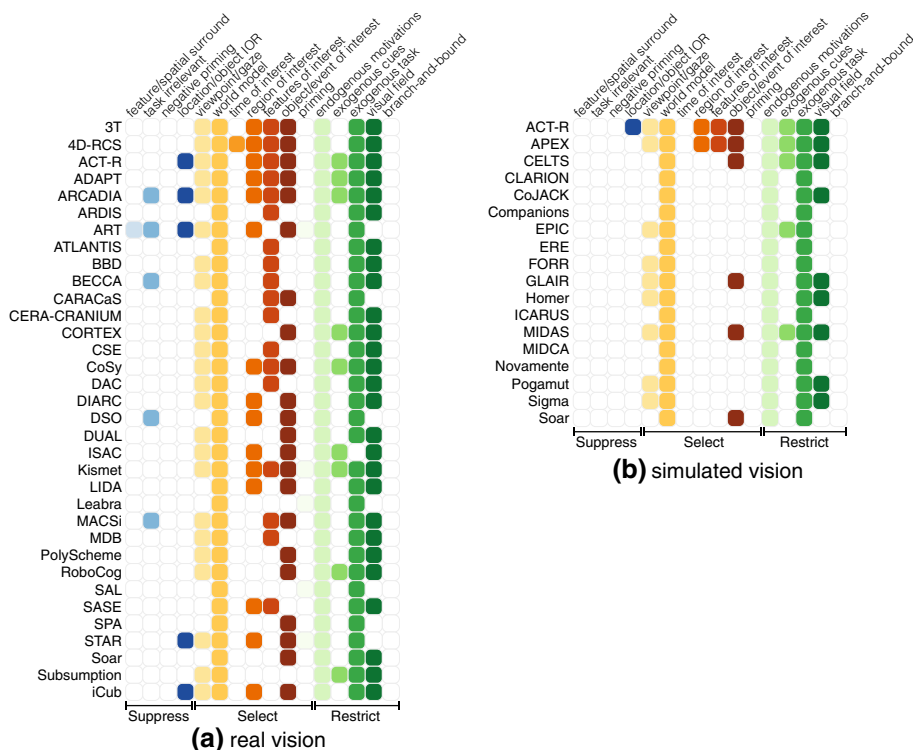 feature/spatial surround
task irrelevant
negative priming
location/object IOR
viewpoint/gaze
world model
time of interest
region of interest
features of interest
object/event of interest
priming
endogenous motivations
exogenous cues
exogenous task
visual field
branch-and-bound
3T
4D-RCS
ACT-R
ADAPT
ARCADIA
ARDIS
ART
ATLANTIS
BBD
BECCA
CARACaS
CERA-CRANIUM
CORTEX
CSE
CoSy
DAC
DIARC
DSO
DUAL
ISAC
Kismet
LIDA
Leabra
MACSi
MDB
PolyScheme
RoboCog
SAL
SASE
SPA
STAR
Soar
Subsumption
iCub
Suppress Select Restrict
(a) real vision
feature/spatial surround
task irrelevant
negative priming
location/object IOR
viewpoint/gaze
world model
time of interest
region of interest
features of interest
object/event of interest
priming
endogenous motivations
exogenous cues
exogenous task
visual field
branch-and-bound
ACT-R
APEX
CELTS
CLARION
CoJACK
Companions
EPIC
ERE
FORR
GLAIR
Homer
ICARUS
MIDAS
MIDCA
Novamente
Pogamut
Sigma
Soar
Suppress Select Restrict
(b) simulated vision